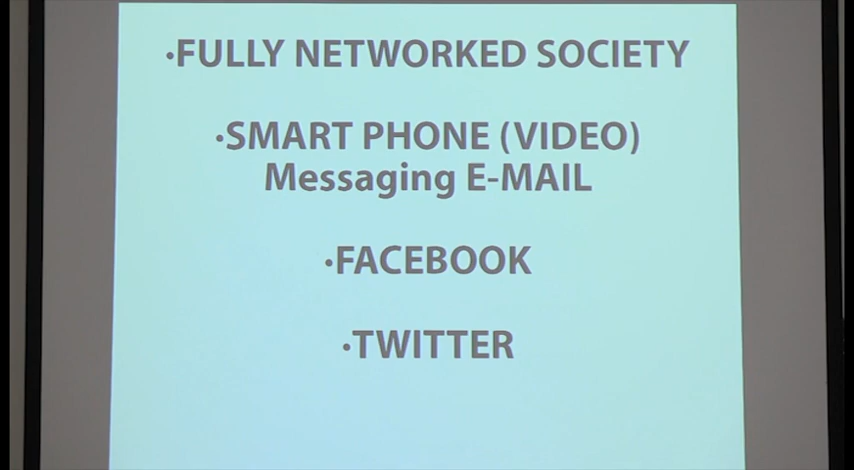 ·FULLY NETWORKED SOCIETY
·SMART PHONE (VIDEO)
Messaging E-MAIL
·FACEBOOK
·TWITTER